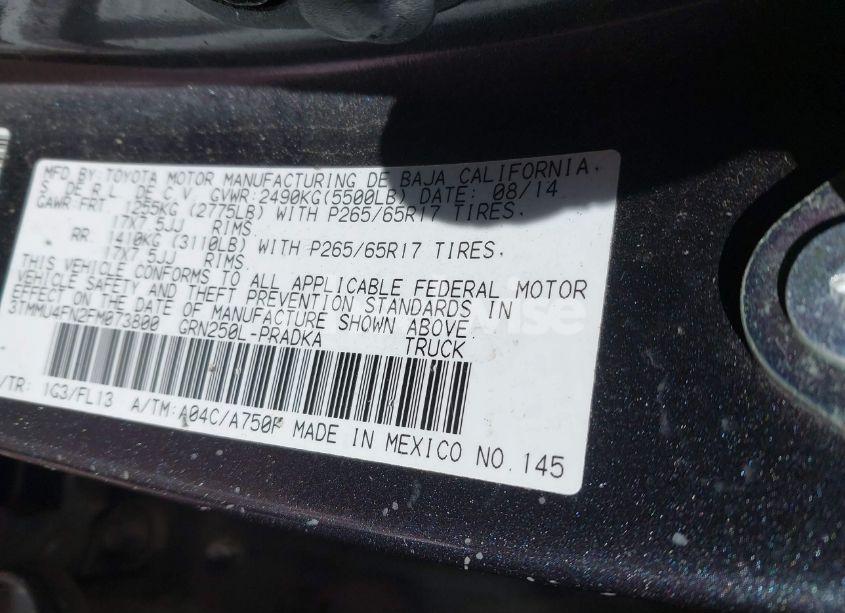 MFD.BY:TOYOTA MOTOR MANUFACTURING DE BAJA CALIFORNIA,
S. DE R.L. DE C.V. GVWR:2490KG(5500LB) DATE: 08/14
GAWR:FRT. 1255KG (2775LB) WITH P265/65R17 TIRES,
17X7.5JJ RIMS
RR. 1410KG (3110LB) WITH P265/65R17 TIRES,
17X7.5JJ RIMS
THIS VEHICLE CONFORMS TO ALL APPLICABLE FEDERAL MOTOR
VEHICLE SAFETY AND THEFT PREVENTION STANDARDS IN
EFFECT ON THE DATE OF MANUFACTURE SHOWN ABOVE.
3TMMU4FN2FM073800 GRN250L-PRADKA TRUCK
/TR: 1G3/FL13 A/TM:A04C/A750F MADE IN MEXICO NO.145